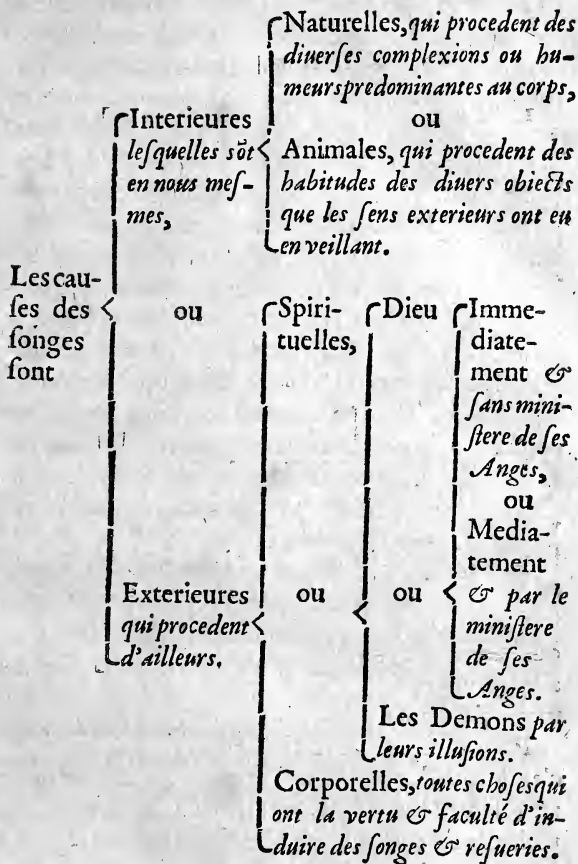 Naturelles, qui procedent des
diuerſes complexions ou hu-
meurs predominantes au corps,
ou
Animales, qui procedent des
habitudes des diuers obiects
que les ſens exterieurs ont eu
en veillant.
Interieures
leſquelles sõt
en nous meſ-
mes,
Les cau-
ſes des
ſonges
ſont
ou
Spiri-
tuelles,
Dieu
Imme-
diate-
ment &
ſans mini-
ſtere de ſes
Anges,
ou
Media-
tement
& par le
miniſtere
de ſes
Anges.
ou
Les Demons par
leurs illuſions.
Exterieures
qui procedent
d'ailleurs.
ou
Corporelles, toutes choſes qui
ont la vertu & faculté d'in-
duire des ſonges & reſueries.